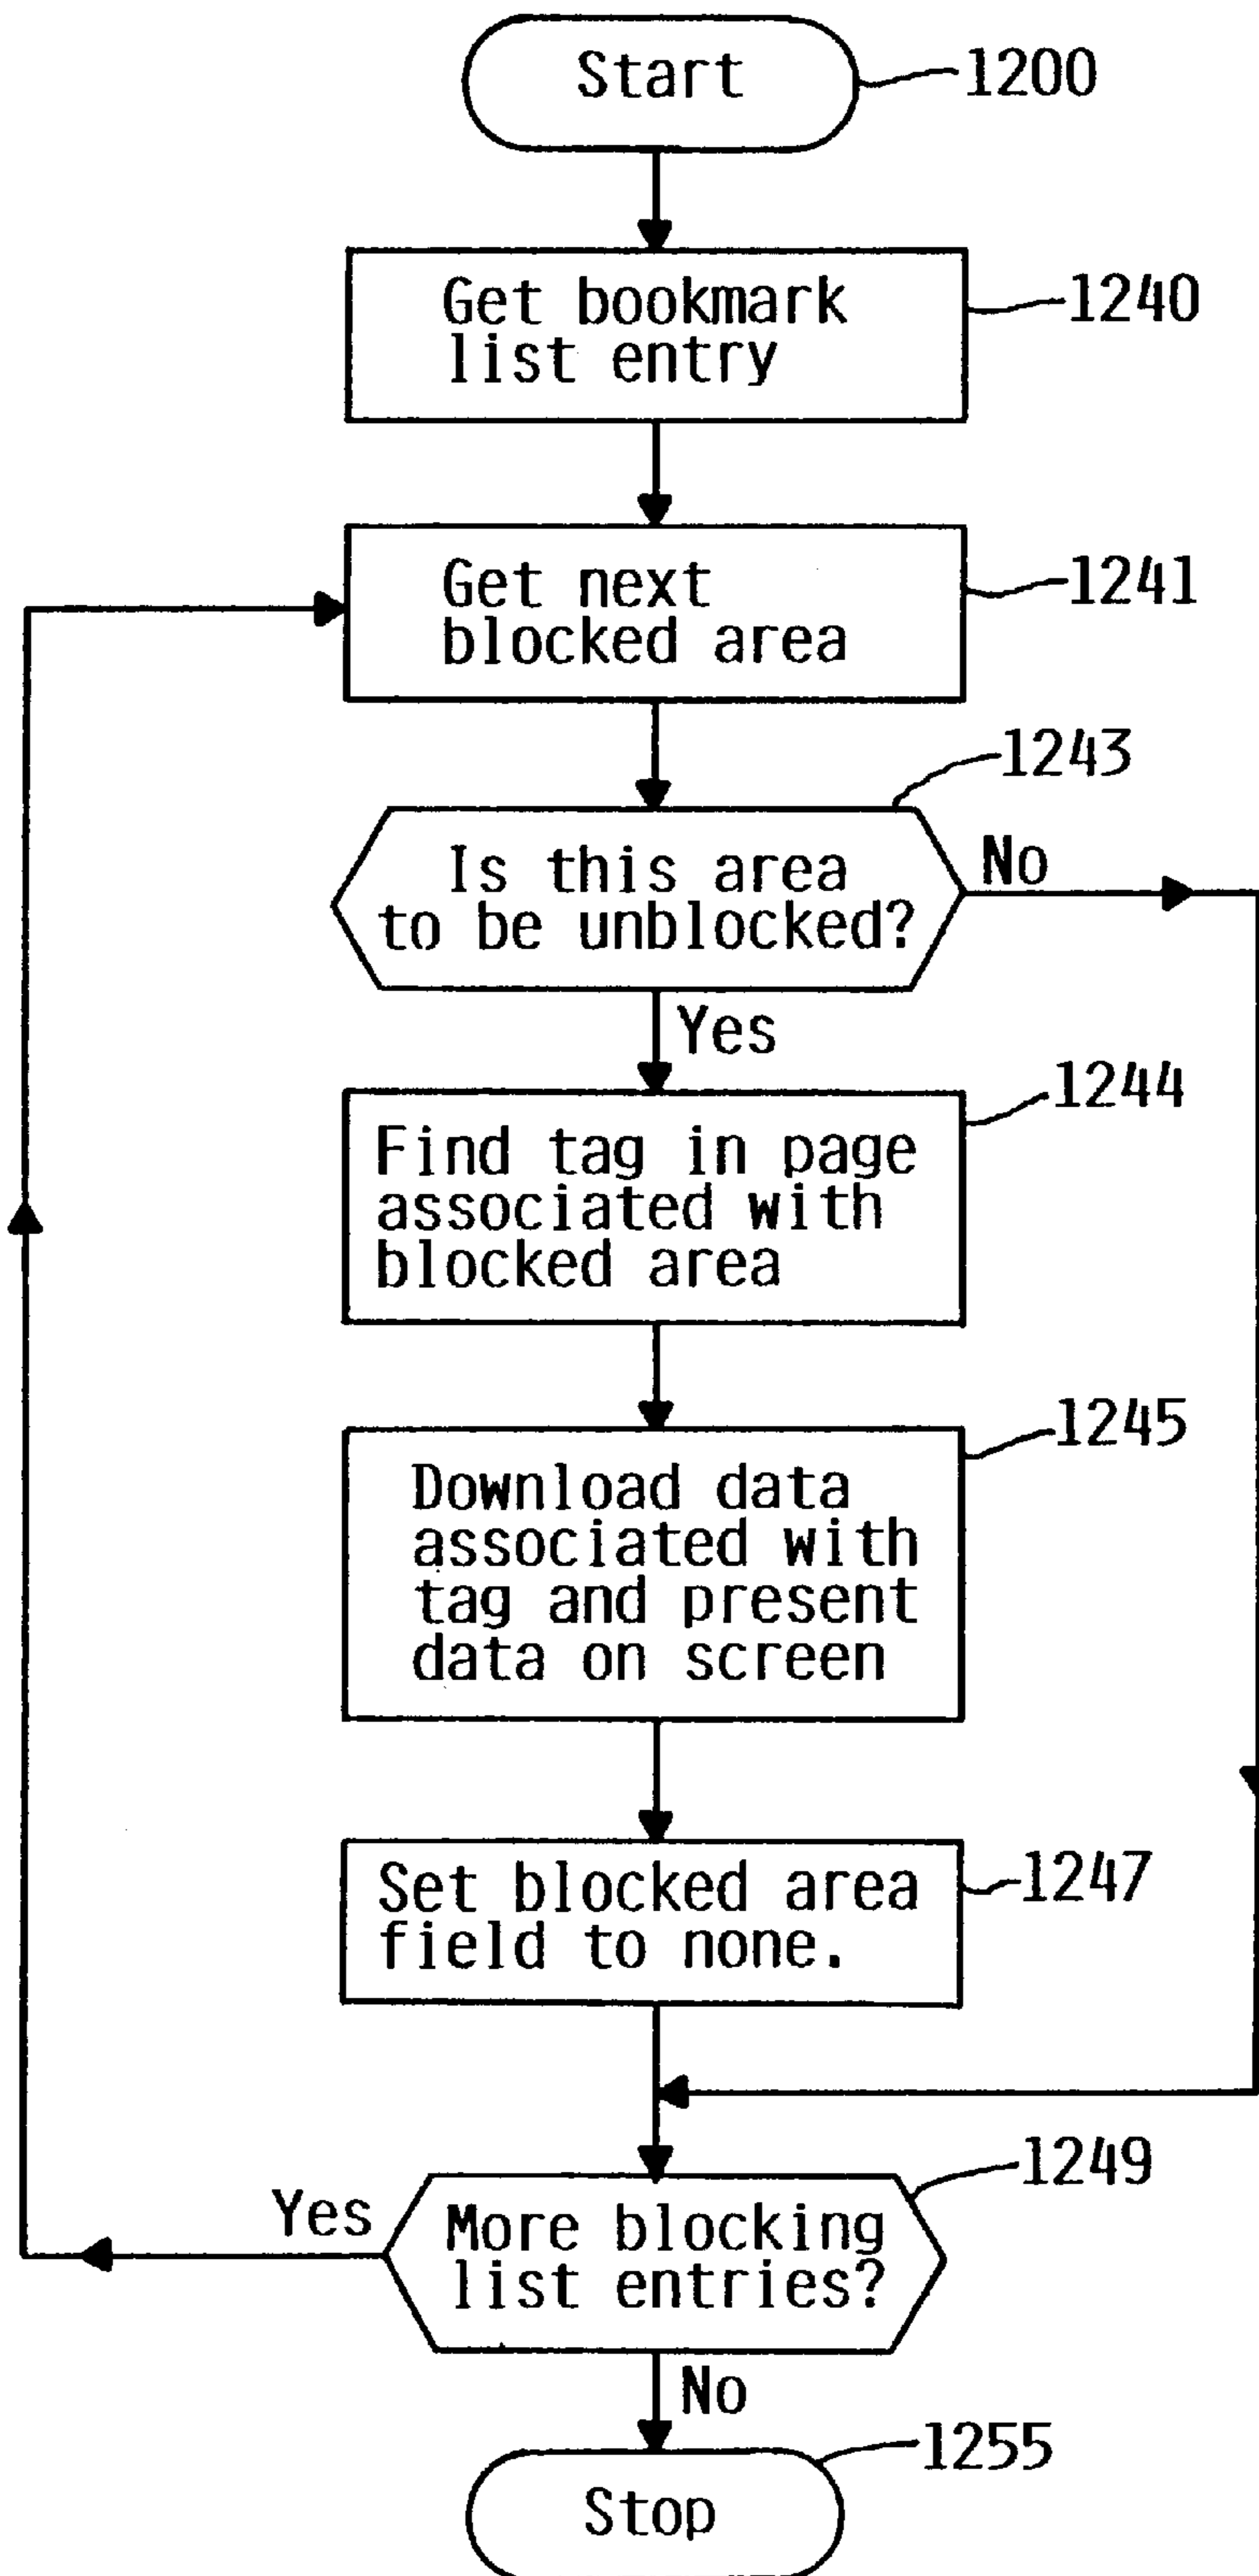 Start
1200
Get bookmark
list entry
1240
Get next
blocked area
1241
1243
Is this area
to be unblocked?
No
Yes
1244
Find tag in page
associated with
blocked area
1245
Download data
associated with
tag and present
data on screen
Set blocked area
field to none.
1247
1249
Yes
More blocking
list entries?
No
1255
Stop